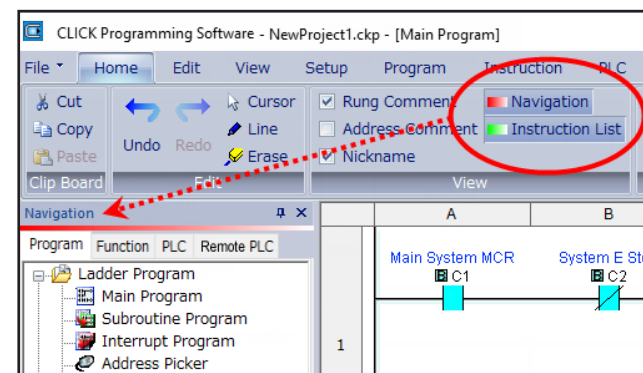 CLICK Programming Software - NewProject1.ckp - [Main Program]
File Home Edit View Setup Program Instruction PLC
Cut Cursor Rung Comment Navigation
Copy Undo Redo Line Address Comment Instruction List
Paste Erase Nickname
Clip Board Edit View
Navigation
A B
Program Function PLC Remote PLC
Ladder Program
Main System MCR System E St
C1 C2
Main Program
Subroutine Program
Interrupt Program
1
Address Picker